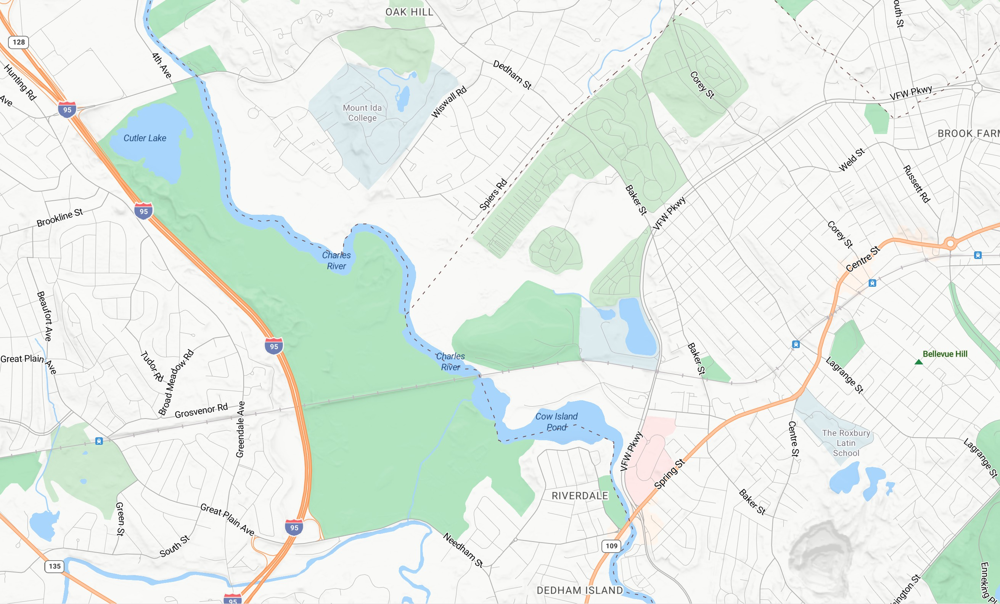 OAK HILL
outh St
128
4th Ave
Dedham St
Hunting Rd
Corey St
Ave
VFW Pkwy
Wiswall Rd
95
Mount Ida
College
Cutler Lake
BROOK FARM
Weld St
Russett Rd
Spiers Rd
Baker St
VFW Pkwy
95
Brookline St
Corey St
Centre St
Charles
River
Beaufort Ave
95
Great Plain Ave
Tudor Rd
Broad Meadow Rd
Charles
River
Baker St
Bellevue Hill
Lagrange St
Grosvenor Rd
Greendale Ave
Cow Island
Pond
VFW Pkwy
Centre St
The Roxbury
Latin
School
Lagrange St
Spring St
RIVERDALE
Baker St
Green St
Great Plain Ave
95
South St
Needham St
109
135
DEDHAM ISLAND
Enneking P
ington St
95